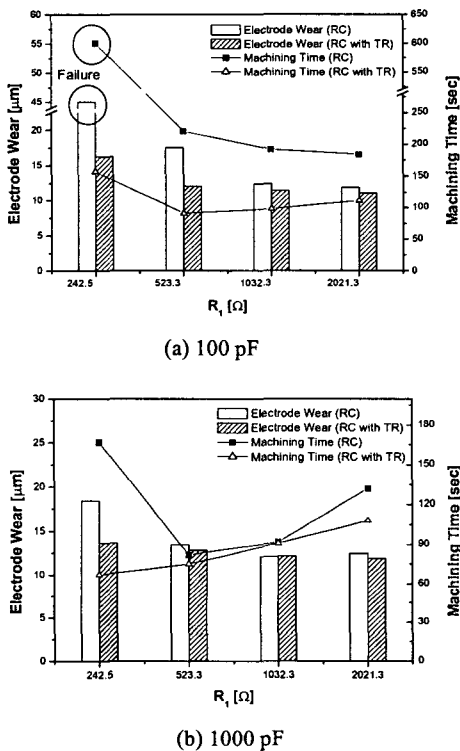 Electrode Wear (RC)
Electrode Wear (RC with TR)
Machining Time (RC)
Machining Time (RC with TR)
Failure
Electrode Wear [µm]
60
55
50
45
20
15
10
5
0
Machining Time [sec]
650
600
550
500
250
200
150
100
50
0
242.5 523.3 1032.3 2021.3
R1 [Ω]
(a) 100 pF
Electrode Wear (RC)
Electrode Wear (RC with TR)
Machining Time (RC)
Machining Time (RC with TR)
Electrode Wear [µm]
30
25
20
15
10
5
0
Machining Time [sec]
180
150
120
90
60
30
0
242.5 523.3 1032.3 2021.3
R1 [Ω]
(b) 1000 pF